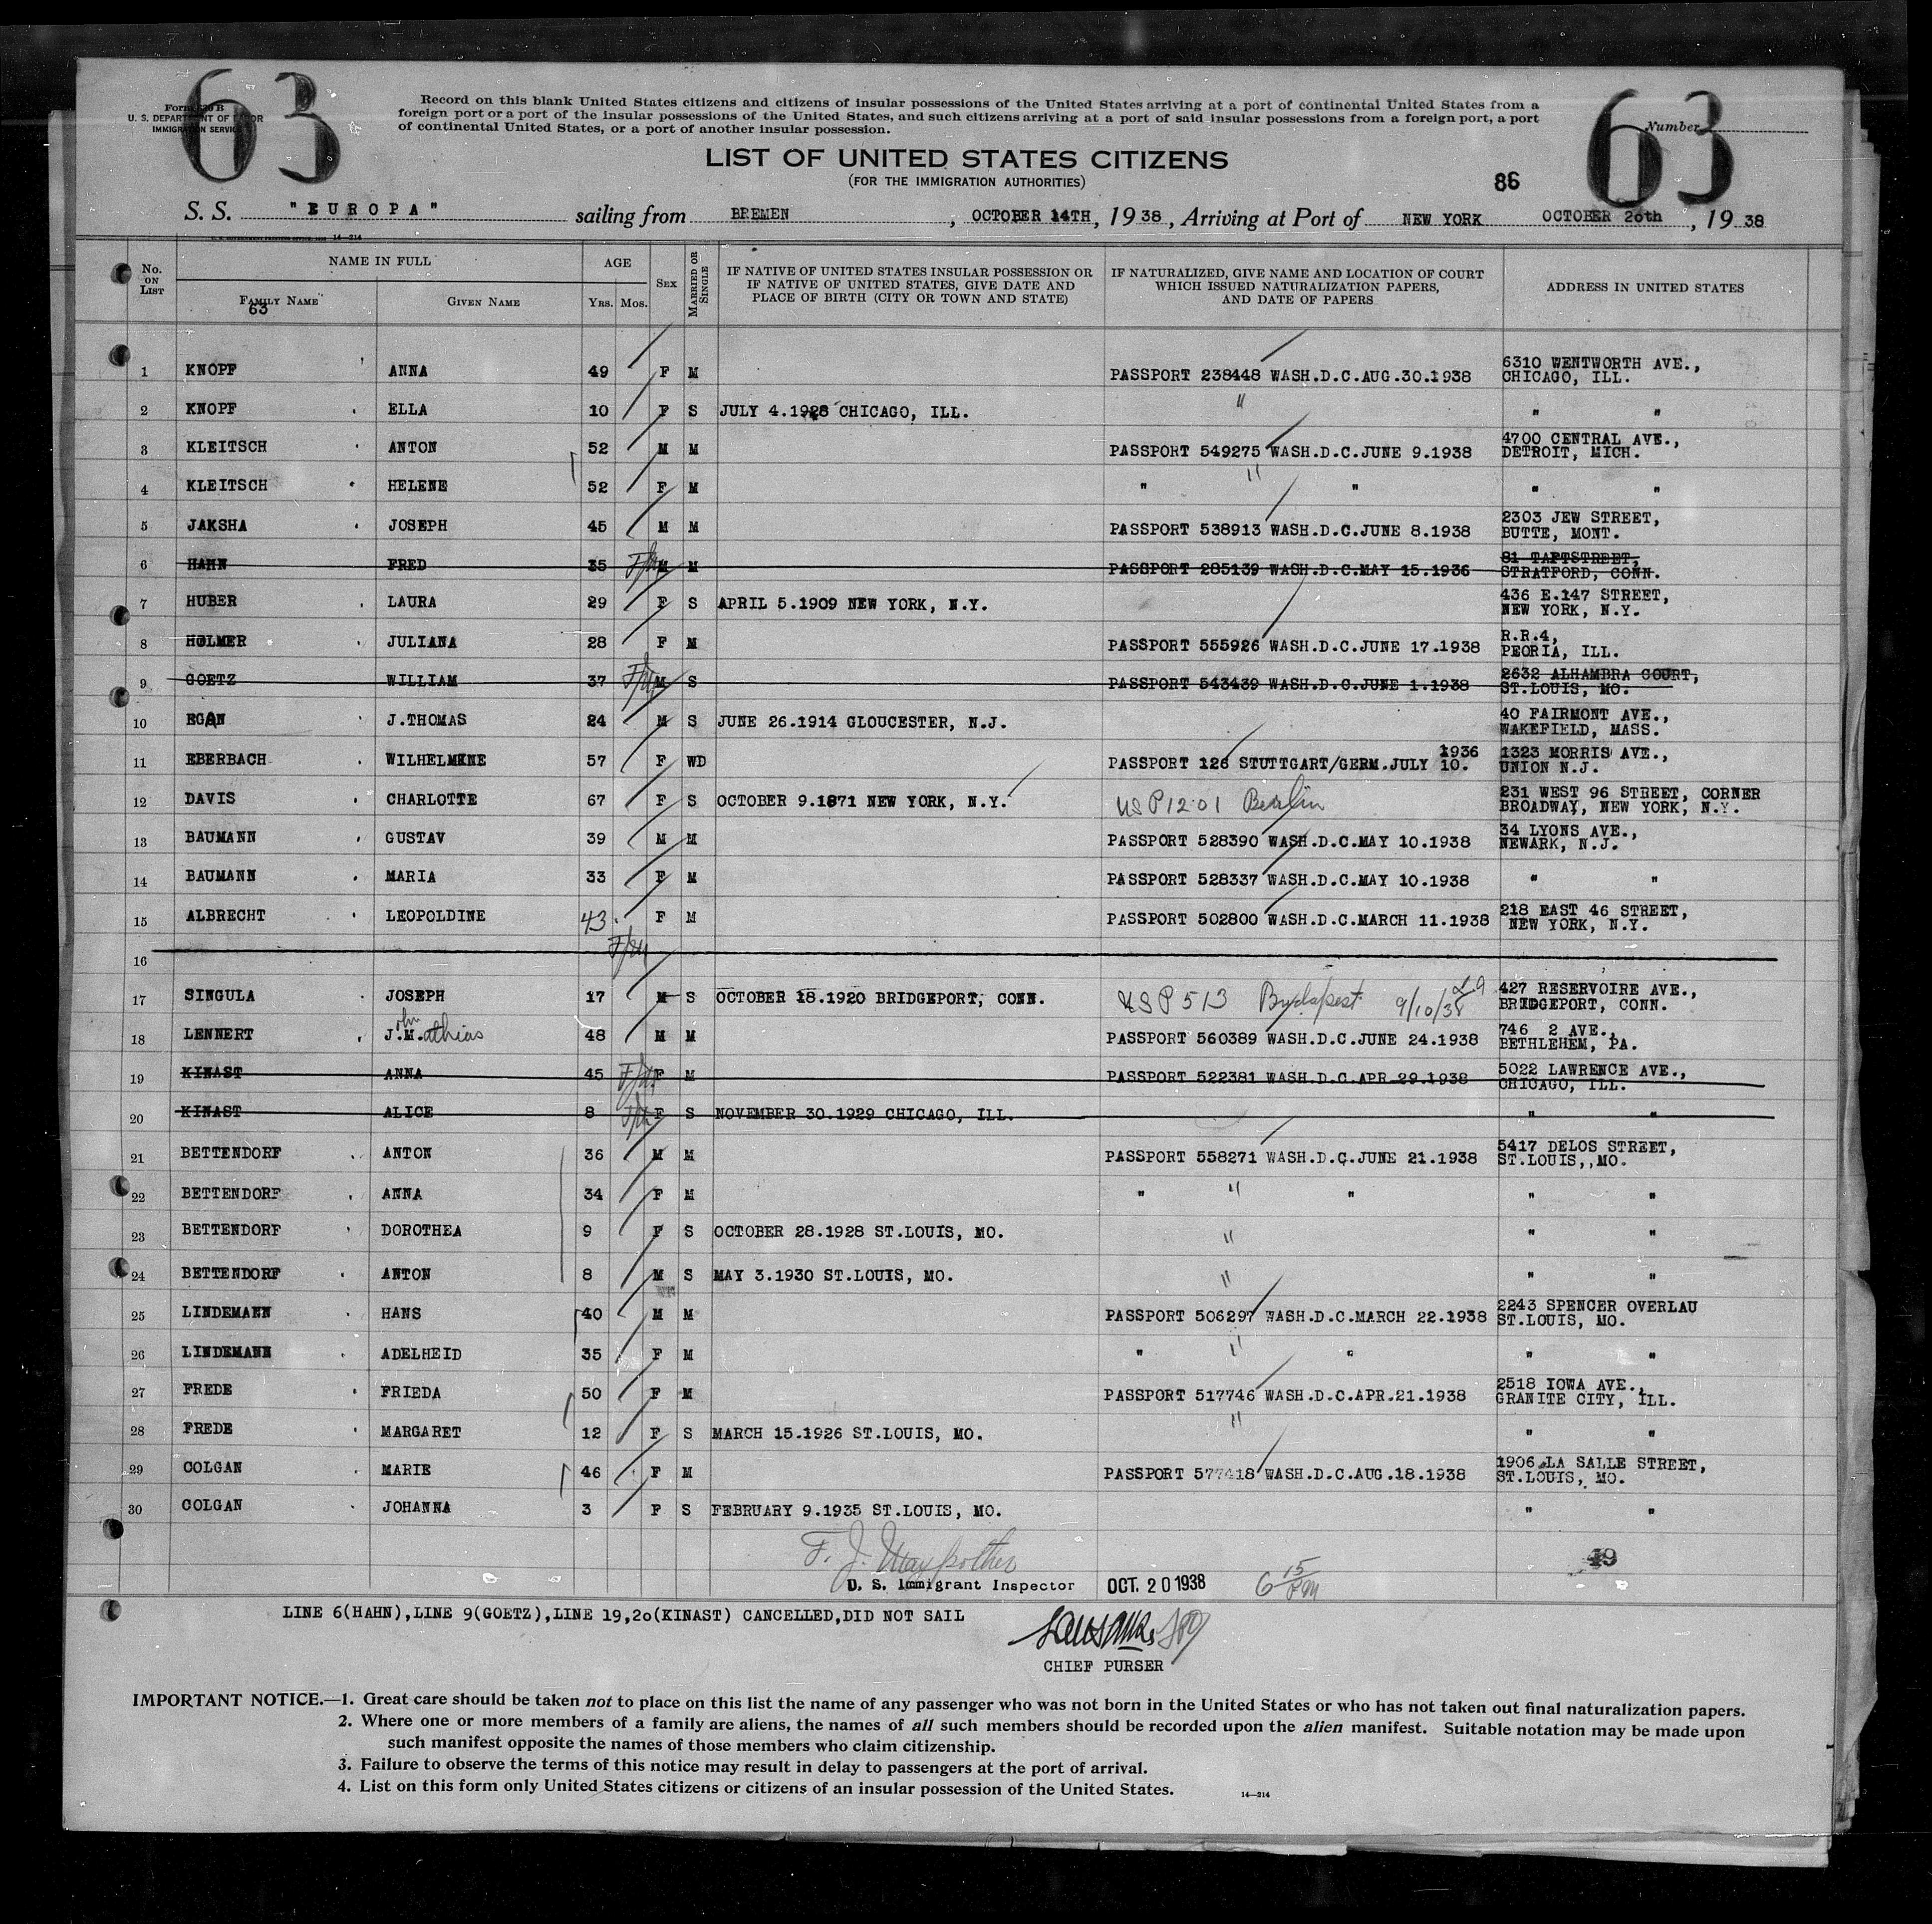 63
63
Form 630 B
U. S. DEPARTMENT OF LABOR
IMMIGRATION SERVICE
Record on this blank United States citizens and citizens of insular possessions of the United States arriving at a port of continental United States from a
foreign port or a port of the insular possessions of the United States, and such citizens arriving at a port of said insular possessions from a foreign port, a port
of continental United States, or a port of another insular possession.
Number
LIST OF UNITED STATES CITIZENS
(FOR THE IMMIGRATION AUTHORITIES)
86
S. S. "EUROPA" sailing from BREMEN, OCTOBER 14TH, 1938, Arriving at Port of NEW YORK OCTOBER 20th, 1938
14—214
No. ON LIST NAME IN FULL AGE SEX MARRIED OR SINGLE IF NATIVE OF UNITED STATES INSULAR POSSESSION OR IF NATIVE OF UNITED STATES, GIVE DATE AND PLACE OF BIRTH (CITY OR TOWN AND STATE) IF NATURALIZED, GIVE NAME AND LOCATION OF COURT WHICH ISSUED NATURALIZATION PAPERS, AND DATE OF PAPERS ADDRESS IN UNITED STATES
FAMILY NAME GIVEN NAME YRS. MOS.
63
1 KNOPF ANNA 49 F M PASSPORT 238448 WASH.D.C.AUG.30.1938 6310 WENTWORTH AVE., CHICAGO, ILL.
2 KNOPF ELLA 10 F S JULY 4.1928 CHICAGO, ILL. " " "
3 KLEITSCH ANTON 52 M M PASSPORT 549275 WASH.D.C.JUNE 9.1938 4700 CENTRAL AVE., DETROIT, MICH.
4 KLEITSCH HELENE 52 F M " " " " "
5 JAKSHA JOSEPH 45 M M PASSPORT 538913 WASH.D.C.JUNE 8.1938 2303 JEW STREET, BUTTE, MONT.
6 HAHN FRED 35 M M PASSPORT 285139 WASH.D.C.MAY 15.1936 81 TAFTSTREET, STRATFORD, CONN.
7 HUBER LAURA 29 F S APRIL 5.1909 NEW YORK, N.Y. 436 E.147 STREET, NEW YORK, N.Y.
8 HOLMER JULIANA 28 F M PASSPORT 555926 WASH.D.C.JUNE 17.1938 R.R.4, PEORIA, ILL.
9 GOETZ WILLIAM 37 M S PASSPORT 543439 WASH.D.C.JUNE 1.1938 2632 ALHAMBRA COURT, ST.LOUIS, MO.
10 EGAN J.THOMAS 24 M S JUNE 26.1914 GLOUCESTER, N.J. 40 FAIRMONT AVE., WAKEFIELD, MASS.
11 EBERBACH WILHELMINE 57 F WD PASSPORT 126 STUTTGART/GERM.JULY 10. 1936 1323 MORRIS AVE., UNION N.J.
12 DAVIS CHARLOTTE 67 F S OCTOBER 9.1871 NEW YORK, N.Y. USP1201 Berlin 231 WEST 96 STREET, CORNER BROADWAY, NEW YORK, N.Y.
13 BAUMANN GUSTAV 39 M M PASSPORT 528390 WASH.D.C.MAY 10.1938 34 LYONS AVE., NEWARK, N.J.
14 BAUMANN MARIA 33 F M PASSPORT 528337 WASH.D.C.MAY 10.1938 " "
15 ALBRECHT LEOPOLDINE 43 F M PASSPORT 502800 WASH.D.C.MARCH 11.1938 218 EAST 46 STREET, NEW YORK, N.Y.
16
17 SINGULA JOSEPH 17 M S OCTOBER 18.1920 BRIDGEPORT, CONN. USP 513 Budapest 9/10/38 427 RESERVOIRE AVE., BRIDGEPORT, CONN.
18 LENNERT J.ohn M.athias 48 M M PASSPORT 560389 WASH.D.C.JUNE 24.1938 746 2 AVE., BETHLEHEM, PA.
19 KINAST ANNA 45 F M PASSPORT 522381 WASH.D.C.APR.29.1938 5022 LAWRENCE AVE., CHICAGO, ILL.
20 KINAST ALICE 8 F S NOVEMBER 30.1929 CHICAGO, ILL. " "
21 BETTENDORF ANTON 36 M M PASSPORT 558271 WASH.D.C.JUNE 21.1938 5417 DELOS STREET, ST.LOUIS,,MO.
22 BETTENDORF ANNA 34 F M " " " " "
23 BETTENDORF DOROTHEA 9 F S OCTOBER 28.1928 ST.LOUIS, MO. " " "
24 BETTENDORF ANTON 8 M S MAY 3.1930 ST.LOUIS, MO. " " "
25 LINDEMANN HANS 40 M M PASSPORT 506297 WASH.D.C.MARCH 22.1938 2243 SPENCER OVERLAU ST.LOUIS, MO.
26 LINDEMANN ADELHEID 35 F M " " " " "
27 FREDE FRIEDA 50 F M PASSPORT 517746 WASH.D.C.APR.21.1938 2518 IOWA AVE., GRANITE CITY, ILL.
28 FREDE MARGARET 12 F S MARCH 15.1926 ST.LOUIS, MO. " " "
29 COLGAN MARIE 46 F M PASSPORT 577418 WASH.D.C.AUG.18.1938 1906 LA SALLE STREET, ST.LOUIS, MO.
30 COLGAN JOHANNA 3 F S FEBRUARY 9.1935 ST.LOUIS, MO. " "
F. J. Maypother
U. S. Immigrant Inspector OCT. 20 1938 6 15 PM
49
LINE 6(HAHN),LINE 9(GOETZ),LINE 19,20(KINAST) CANCELLED,DID NOT SAIL
CHIEF PURSER
IMPORTANT NOTICE.—1. Great care should be taken not to place on this list the name of any passenger who was not born in the United States or who has not taken out final naturalization papers.
2. Where one or more members of a family are aliens, the names of all such members should be recorded upon the alien manifest. Suitable notation may be made upon
such manifest opposite the names of those members who claim citizenship.
3. Failure to observe the terms of this notice may result in delay to passengers at the port of arrival.
4. List on this form only United States citizens or citizens of an insular possession of the United States.
14—214